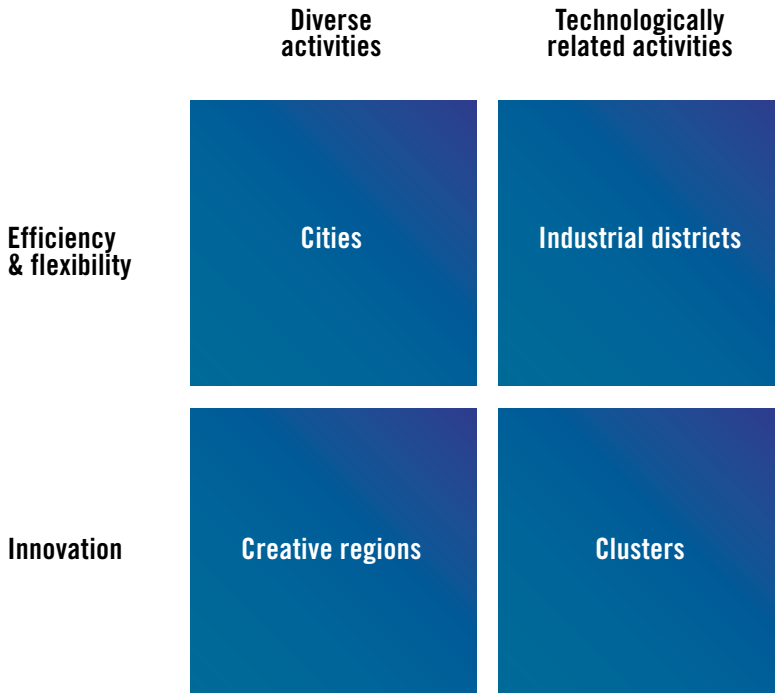 Diverse
activities
Technologically
related activities
Efficiency
& flexibility
Cities
Industrial districts
Innovation
Creative regions
Clusters